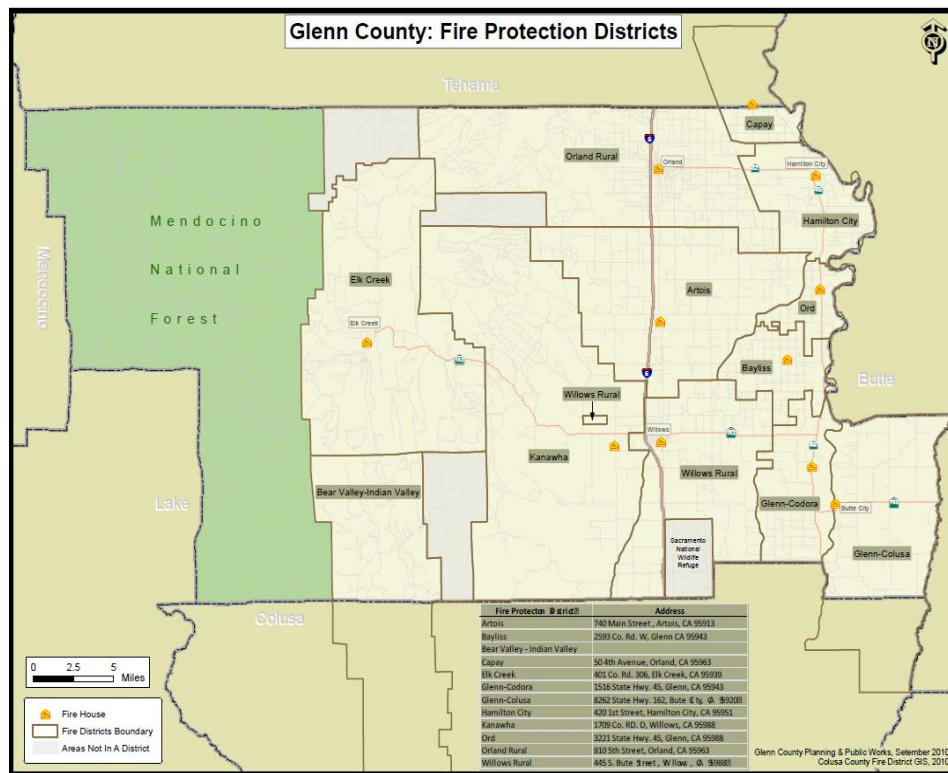 Glenn County: Fire Protection Districts
N
Tehama
Capay
Orland Rural
Orland
Hamilton City
Hamilton City
Mendocino
National
Forest
Mendocino
Elk Creek
Elk Creek
Artois
Ord
Bayliss
Butte
Willows Rural
Willows
Kanawha
Willows Rural
Bear Valley-Indian Valley
Lake
Glenn-Codora
Butte City
Sacramento
National
Wildlife
Refuge
Glenn-Colusa
Colusa
Address
Artois 740 Main Street , Artois, CA 95913
Bayliss 2593 Co. Rd. W, Glenn CA 95943
Bear Valley - Indian Valley
Capay 50 4th Avenue, Orland, CA 95963
Elk Creek 401 Co. Rd. 306, Elk Creek, CA 95939
Glenn-Codora 1516 State Hwy. 45, Glenn, CA 95943
Glenn-Colusa 8262 State Hwy. 162,
Hamilton City 420 1st Street, Hamilton City, CA 95951
Kanawha 1709 Co. RD. D, Willows, CA 95988
Ord 3221 State Hwy. 45, Glenn, CA 95988
Orland Rural 810 5th Street, Orland, CA 95963
Willows Rural 445 S.
0 2.5 5
Miles
Fire House
Fire Districts Boundary
Areas Not In A District
Glenn County Planning & Public Works, Setember 2010
Colusa County Fire District GIS,